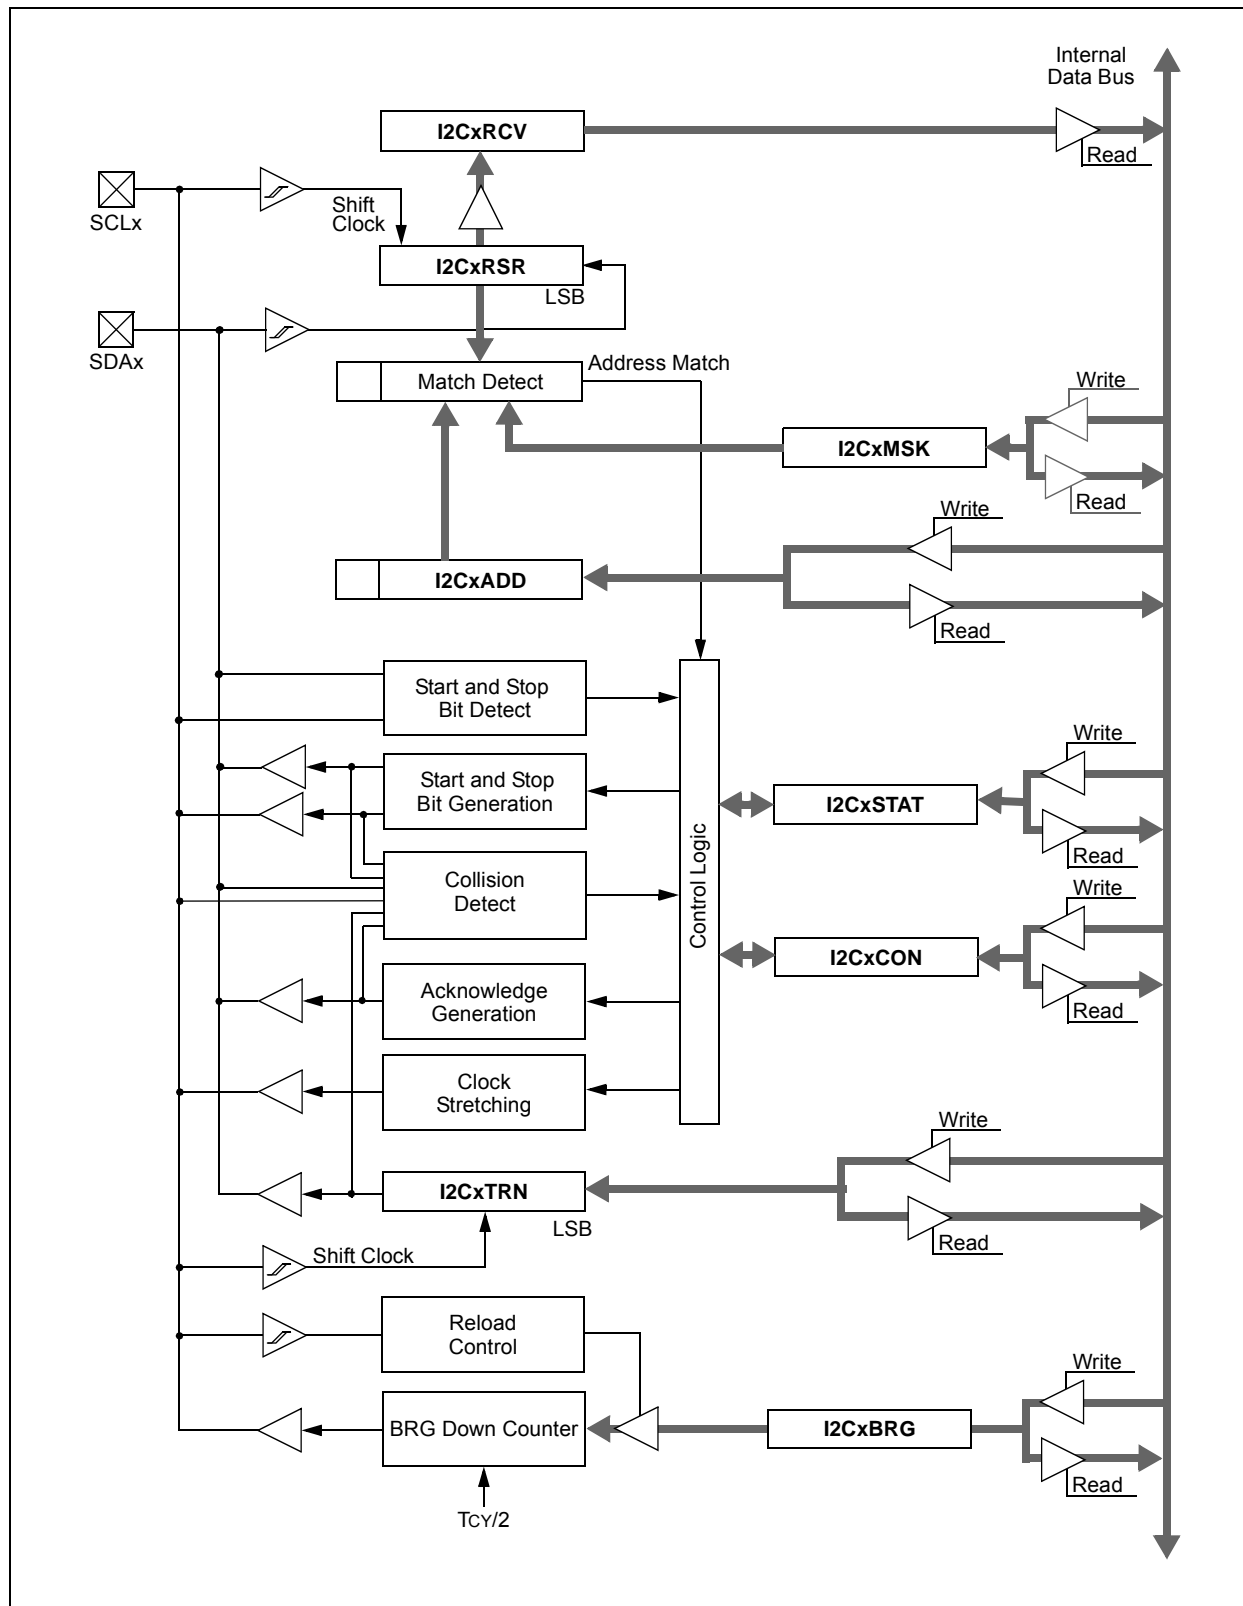 Internal
Data Bus
I2CxRCV
Read
SCLx
Shift
Clock
I2CxRSR
LSB
SDAx
Match Detect
Address Match
Write
I2CxMSK
Read
Write
I2CxADD
Read
Start and Stop
Bit Detect
Start and Stop
Bit Generation
Collision
Detect
Acknowledge
Generation
Clock
Stretching
Control Logic
Write
I2CxSTAT
Read
Write
I2CxCON
Read
Write
I2CxTRN
LSB
Read
Shift Clock
Reload
Control
Write
BRG Down Counter
I2CxBRG
Read
TCY/2